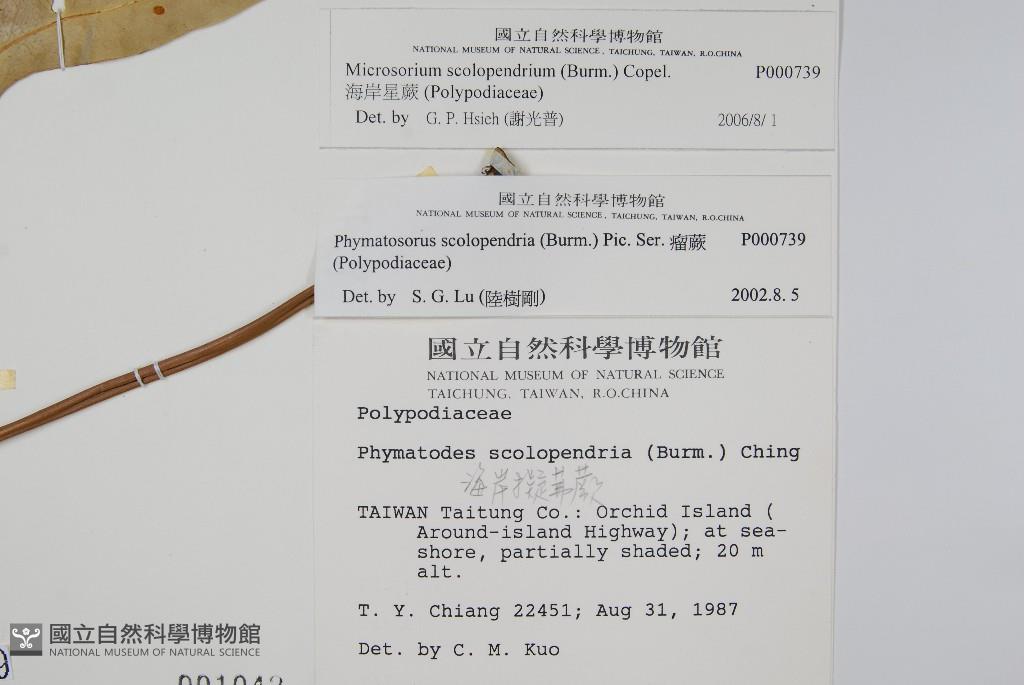 國立自然科學博物館
NATIONAL MUSEUM OF NATURAL SCIENCE, TAICHUNG, TAIWAN, R.O.CHINA
Microsorium scolopendrium (Burm.) Copel. P000739
海岸星蕨 (Polypodiaceae)
Det. by G. P. Hsieh (謝光普) 2006/8/ 1
國立自然科學博物館
NATIONAL MUSEUM OF NATURAL SCIENCE, TAICHUNG, TAIWAN, R.O.CHINA
Phymatosorus scolopendria (Burm.) Pic. Ser. 瘤蕨 P000739
(Polypodiaceae)
Det. by S. G. Lu (陸樹剛) 2002.8. 5
國立自然科學博物館
NATIONAL MUSEUM OF NATURAL SCIENCE
TAICHUNG, TAIWAN, R.O.CHINA
Polypodiaceae
Phymatodes scolopendria (Burm.) Ching
海岸擬茀蕨
TAIWAN Taitung Co.: Orchid Island (
Around-island Highway); at sea-
shore, partially shaded; 20 m
alt.
T. Y. Chiang 22451; Aug 31, 1987
Det. by C. M. Kuo
國立自然科學博物館
NATIONAL MUSEUM OF NATURAL SCIENCE